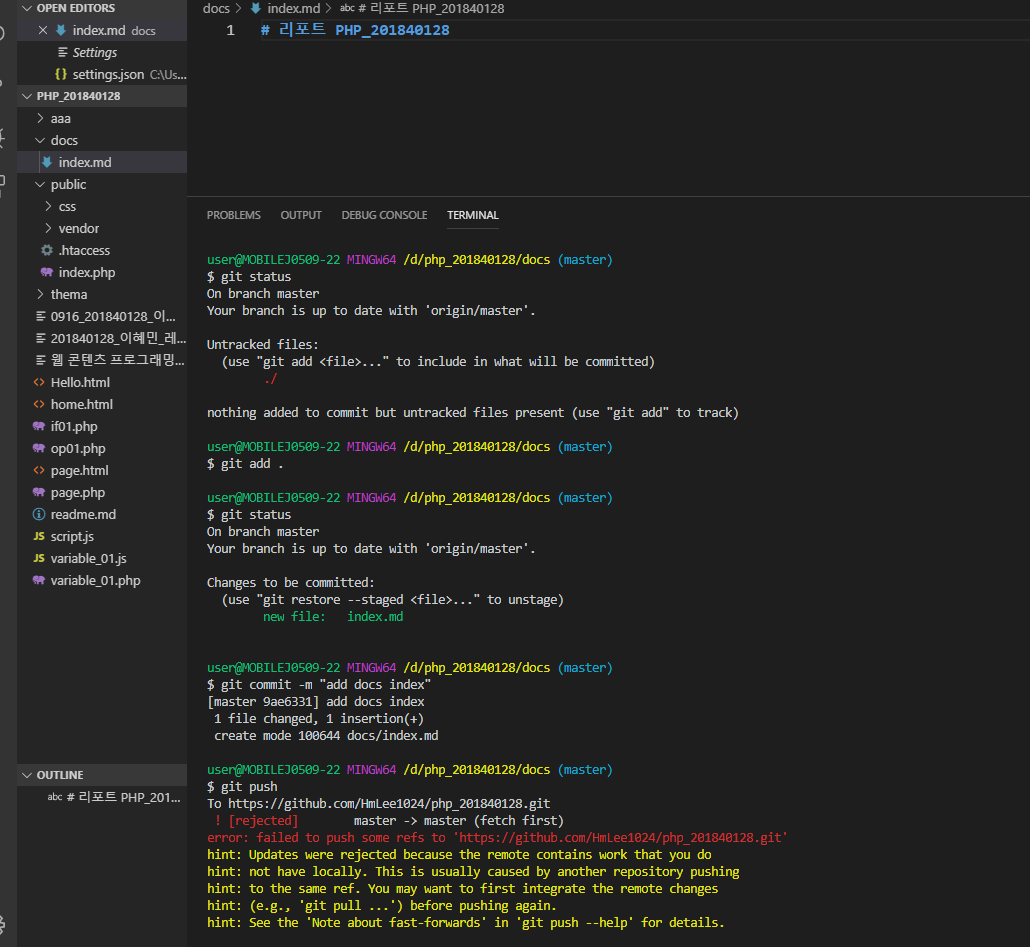 OPEN EDITORS
index.md docs
Settings
settings.json C:\Us...
PHP_201840128
aaa
docs
index.md
public
css
vendor
.htaccess
index.php
thema
0916_201840128_이...
201840128_이혜민_레...
웹 콘텐츠 프로그래밍...
Hello.html
home.html
if01.php
op01.php
page.html
page.php
readme.md
JS script.js
JS variable_01.js
variable_01.php
OUTLINE
abc # 리포트 PHP_201...
docs > index.md > abc # 리포트 PHP_201840128
1 # 리포트 PHP_201840128
PROBLEMS OUTPUT DEBUG CONSOLE TERMINAL
user@MOBILEJ0509-22 MINGW64 /d/php_201840128/docs (master)
$ git status
On branch master
Your branch is up to date with 'origin/master'.
Untracked files:
(use "git add <file>..." to include in what will be committed)
./
nothing added to commit but untracked files present (use "git add" to track)
user@MOBILEJ0509-22 MINGW64 /d/php_201840128/docs (master)
$ git add .
user@MOBILEJ0509-22 MINGW64 /d/php_201840128/docs (master)
$ git status
On branch master
Your branch is up to date with 'origin/master'.
Changes to be committed:
(use "git restore --staged <file>..." to unstage)
new file:   index.md
user@MOBILEJ0509-22 MINGW64 /d/php_201840128/docs (master)
$ git commit -m "add docs index"
[master 9ae6331] add docs index
1 file changed, 1 insertion(+)
create mode 100644 docs/index.md
user@MOBILEJ0509-22 MINGW64 /d/php_201840128/docs (master)
$ git push
To https://github.com/HmLee1024/php_201840128.git
! [rejected]        master -> master (fetch first)
error: failed to push some refs to 'https://github.com/HmLee1024/php_201840128.git'
hint: Updates were rejected because the remote contains work that you do
hint: not have locally. This is usually caused by another repository pushing
hint: to the same ref. You may want to first integrate the remote changes
hint: (e.g., 'git pull ...') before pushing again.
hint: See the 'Note about fast-forwards' in 'git push --help' for details.